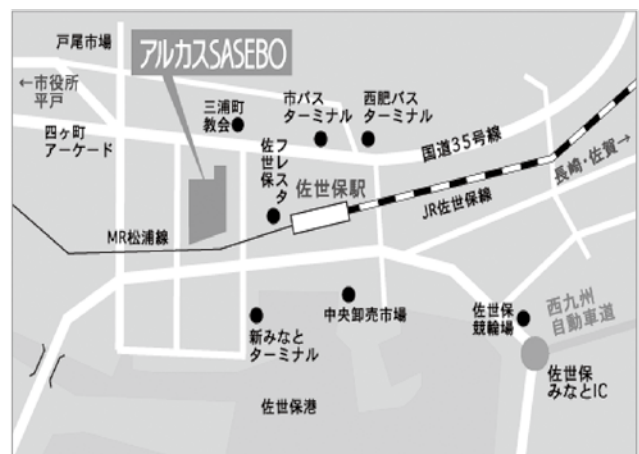 戸尾市場
アルカスSASEBO
←市役所
平戸
三浦町
教会
市バス
ターミナル
西肥バス
ターミナル
四ヶ町
アーケード
フレスタ
佐世保
国道35号線
佐世保駅
長崎・佐賀→
JR佐世保線
MR松浦線
中央卸売市場
佐世保
競輪場
西九州
自動車道
新みなと
ターミナル
佐世保
みなとIC
佐世保港